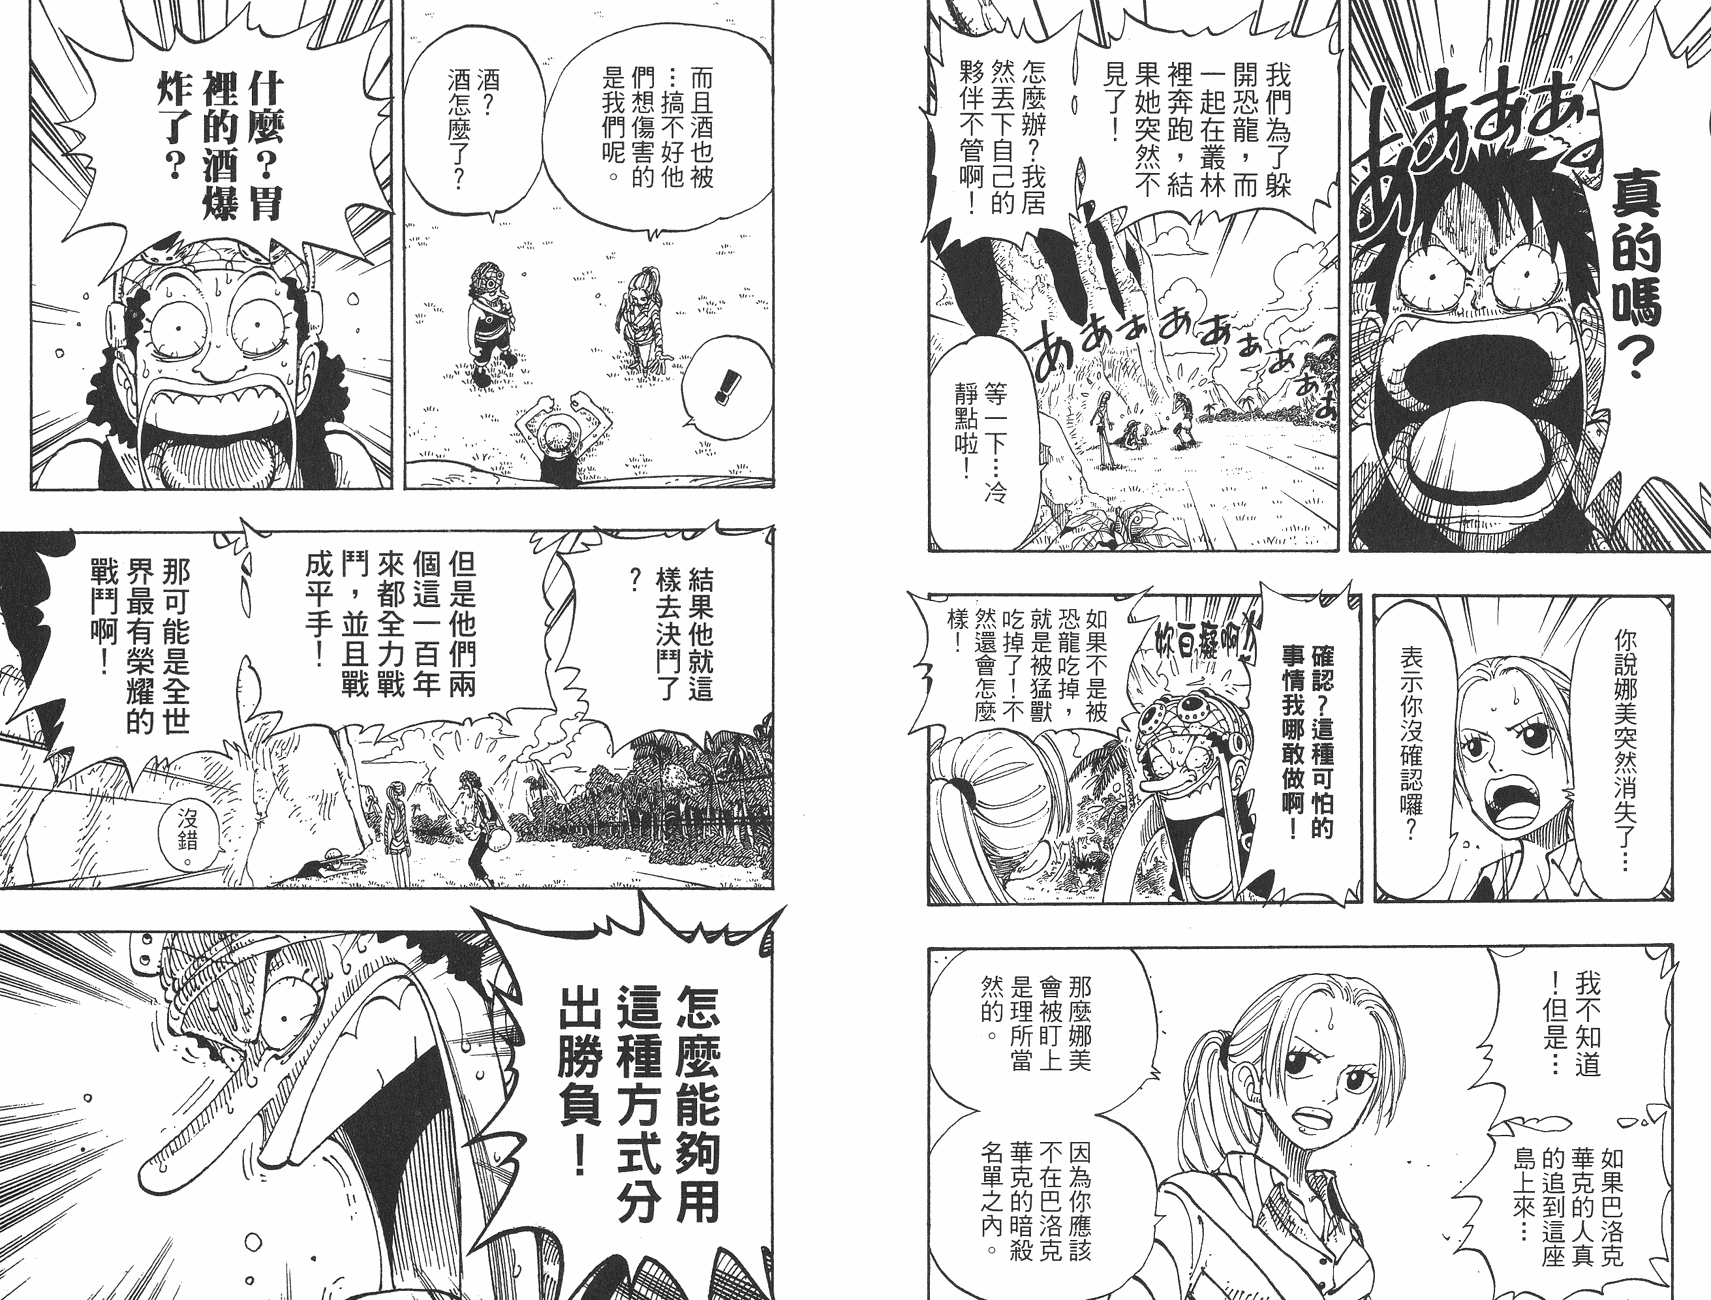 真的嗎？
ああああ
我們為了躲
開恐龍，而
一起在叢林
裡奔跑，結
果她突然不
見了！
怎麼辦？我居
然丟下自己的
夥伴不管啊！
ああああああああああ
等一下…冷
靜點啦！
你說娜美突然消失了…
表示你沒確認囉？
確認？這種可怕的
事情我哪敢做啊！
妳白癡啊!!
如果不是被
恐龍吃掉，
就是被猛獸
吃掉了！不
然還會怎麼
樣！
我不知道
！但是…
如果巴洛克
華克的人真
的追到這座
島上來…
那麼娜美
會被盯上
是理所當
然的。
因為你應該
不在巴洛克
華克的暗殺
名單之內。
而且酒也被
…搞不好他
們想傷害的
是我們呢。
酒？
酒怎麼了？
！
什麼？胃
裡的酒爆
炸了？
結果他就這
樣去決鬥了
？
但是他們兩
個這一百年
來都全力戰
鬥，並且戰
成平手！
那可能是全世
界最有榮耀的
戰鬥啊！
沒錯。
怎麼能夠用
這種方式分
出勝負！